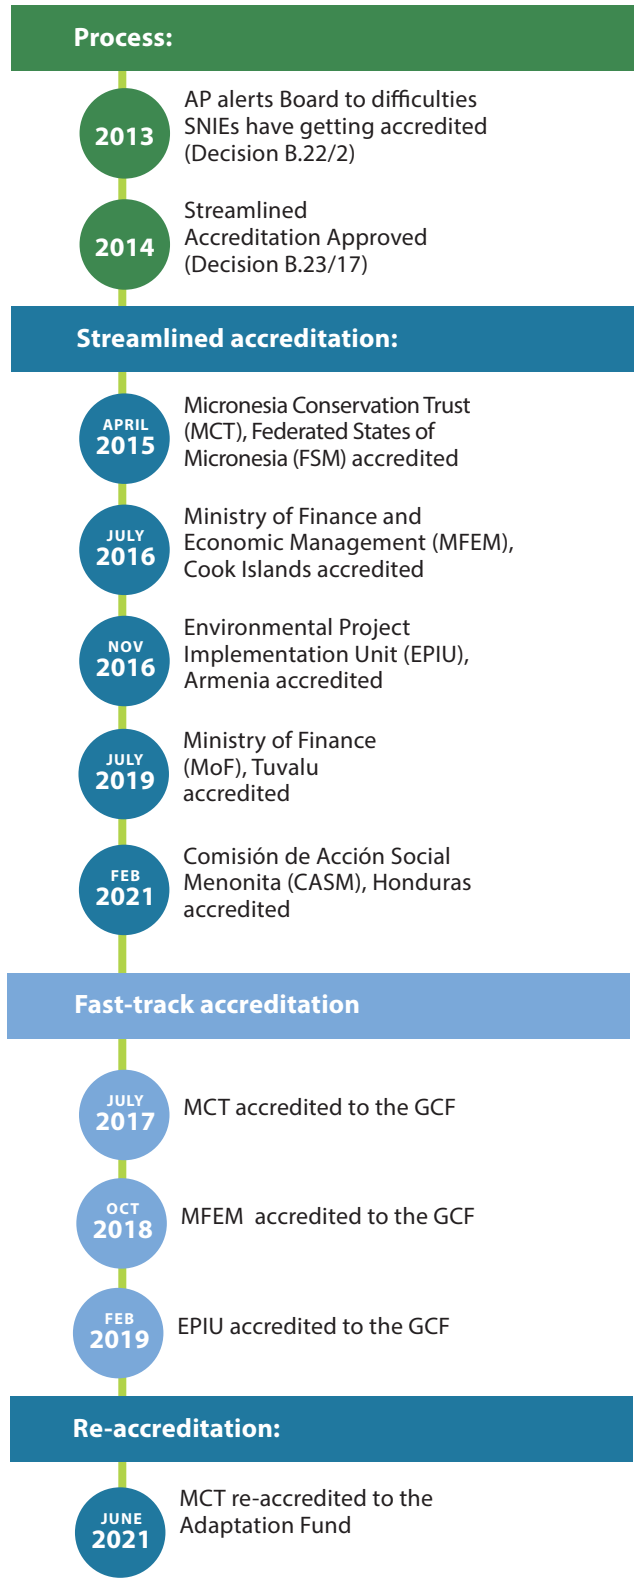 Process:
2013
AP alerts Board to difficulties
SNIEs have getting accredited
(Decision B.22/2)
2014
Streamlined
Accreditation Approved
(Decision B.23/17)
Streamlined accreditation:
APRIL
2015
Micronesia Conservation Trust
(MCT), Federated States of
Micronesia (FSM) accredited
JULY
2016
Ministry of Finance and
Economic Management (MFEM),
Cook Islands accredited
NOV
2016
Environmental Project
Implementation Unit (EPIU),
Armenia accredited
JULY
2019
Ministry of Finance
(MoF), Tuvalu
accredited
FEB
2021
Comisión de Acción Social
Menonita (CASM), Honduras
accredited
Fast-track accreditation
JULY
2017
MCT accredited to the GCF
OCT
2018
MFEM accredited to the GCF
FEB
2019
EPIU accredited to the GCF
Re-accreditation:
JUNE
2021
MCT re-accredited to the
Adaptation Fund